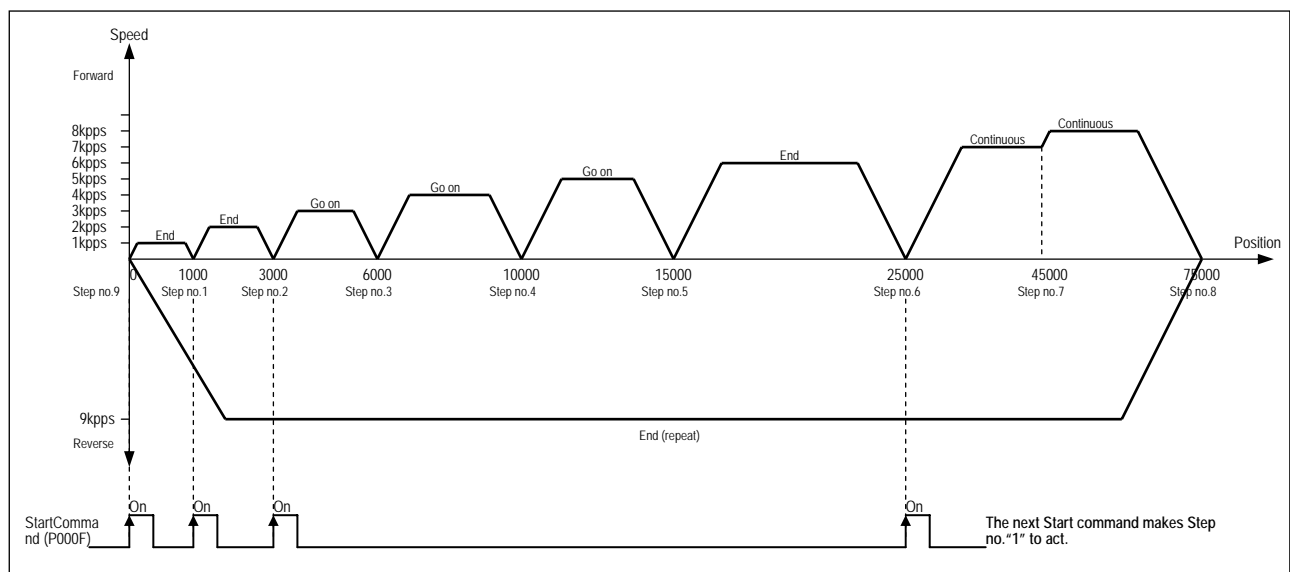 Speed
Forward
8kpps
7kpps
6kpps
5kpps
4kpps
3kpps
2kpps
1kpps
End
End
Go on
Go on
Go on
End
Continuous
Continuous
Position
0
1000
3000
6000
10000
15000
25000
45000
75000
Step no.9
Step no.1
Step no.2
Step no.3
Step no.4
Step no.5
Step no.6
Step no.7
Step no.8
9kpps
Reverse
End (repeat)
On
On
On
On
StartComma
nd (P000F)
The next Start command makes Step
no.“1” to act.